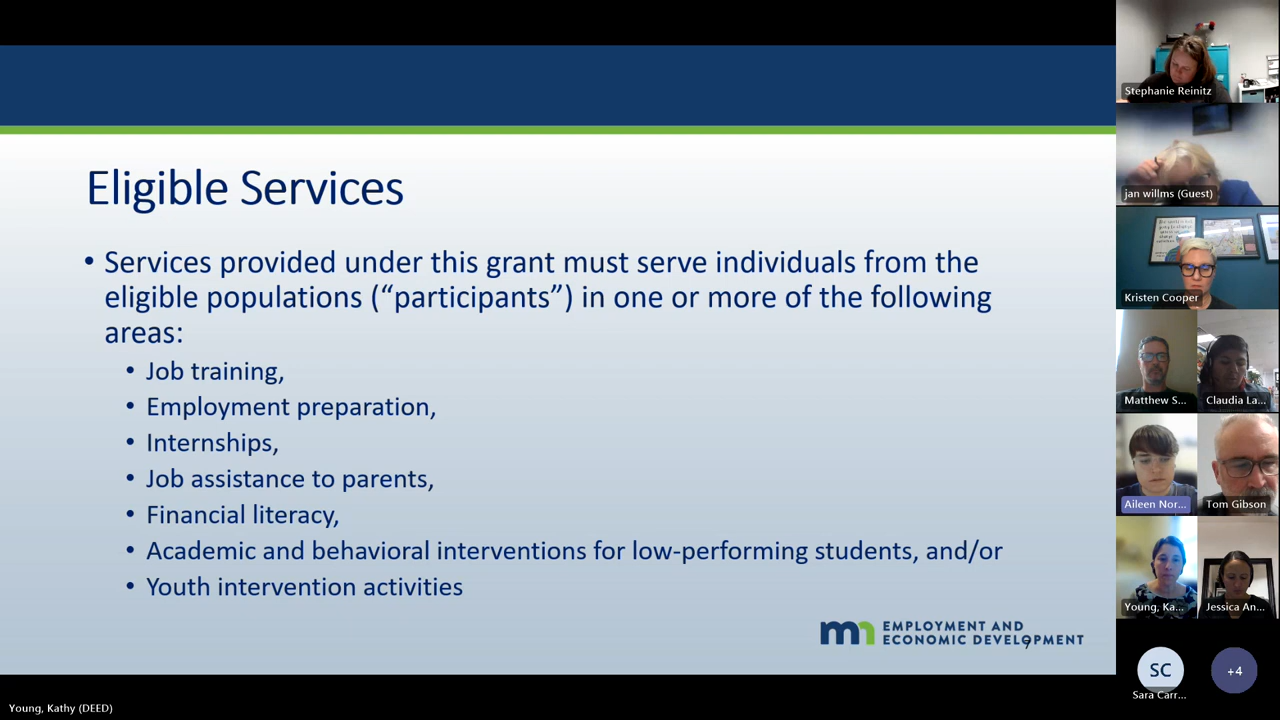 Eligible Services
• Services provided under this grant must serve individuals from the
eligible populations (“participants”) in one or more of the following
areas:
• Job training,
• Employment preparation,
• Internships,
• Job assistance to parents,
• Financial literacy,
• Academic and behavioral interventions for low-performing students, and/or
• Youth intervention activities
mn EMPLOYMENT AND
ECONOMIC DEVELOPMENT
7
Young, Kathy (DEED)
Stephanie Reinitz
jan willms (Guest)
Kristen Cooper
Matthew S...
Claudia La...
Aileen Nor...
Tom Gibson
Young, Ka...
Jessica An...
SC
Sara Carr...
+4